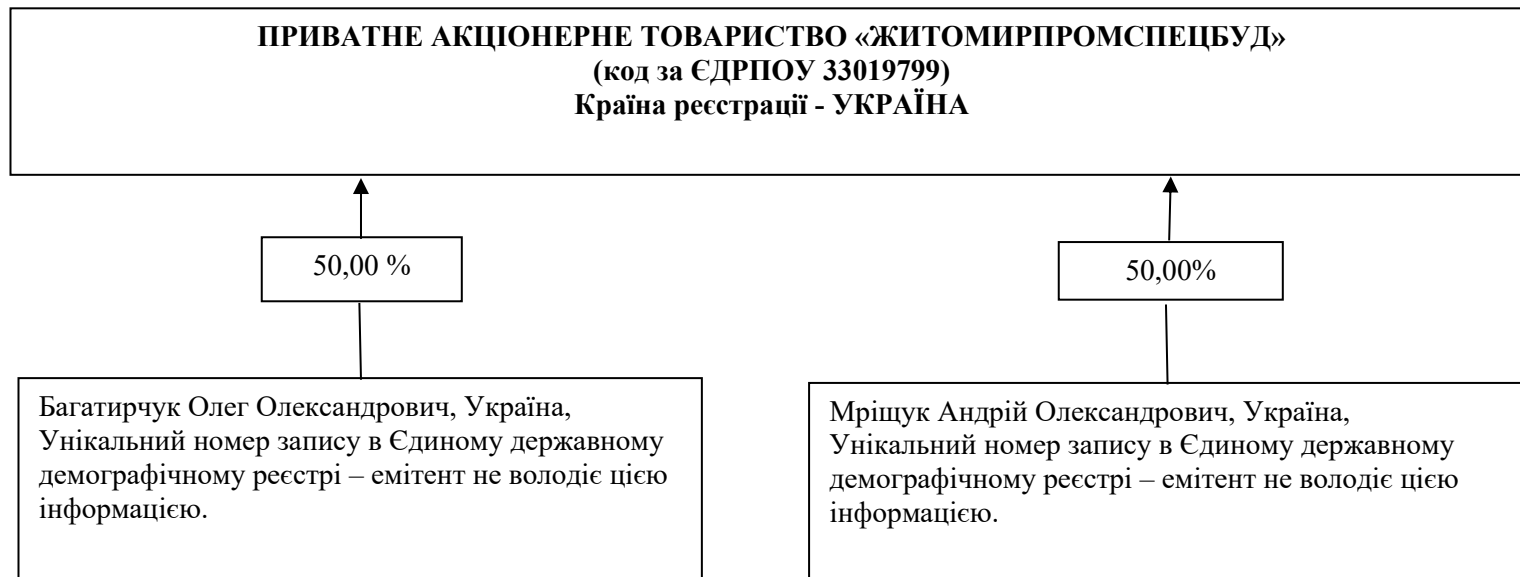 ПРИВАТНЕ АКЦІОНЕРНЕ ТОВАРИСТВО «ЖИТОМИРПРОМСПЕЦБУД»
(код за ЄДРПОУ 33019799)
Країна реєстрації - УКРАЇНА
50,00 %
50,00%
Багатирчук Олег Олександрович, Україна,
Унікальний номер запису в Єдиному державному
демографічному реєстрі – емітент не володіє цією
інформацією.
Мріщук Андрій Олександрович, Україна,
Унікальний номер запису в Єдиному державному
демографічному реєстрі – емітент не володіє цією
інформацією.